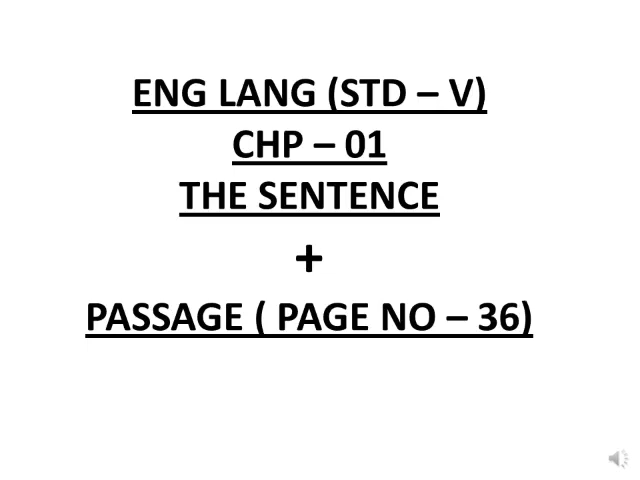 ENG LANG (STD – V)
CHP – 01
THE SENTENCE
+
PASSAGE ( PAGE NO – 36)